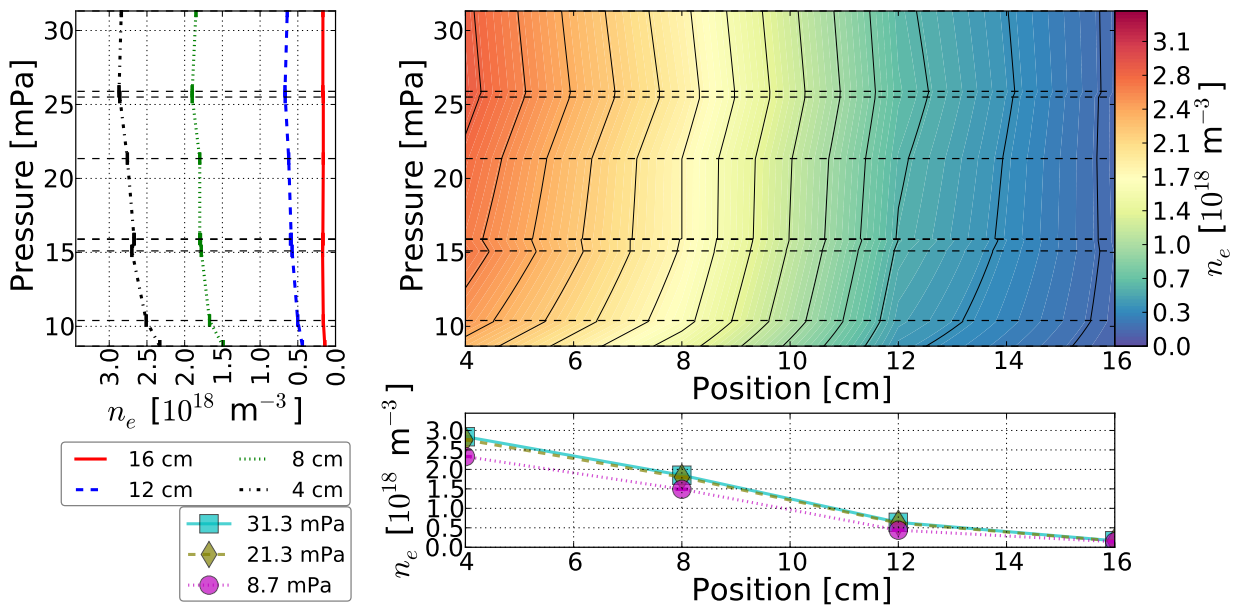 30
25
20
15
10
Pressure [mPa]
3.0 2.5 2.0 1.5 1.0 0.5 0.0
n_e [10^18 m^−3]
30
25
20
15
10
Pressure [mPa]
4 6 8 10 12 14 16
Position [cm]
3.1
2.8
2.4
2.1
1.7
1.4
1.0
0.7
0.3
0.0
n_e [10^18 m^−3]
16 cm 8 cm
12 cm 4 cm
31.3 mPa
21.3 mPa
8.7 mPa
3.0
2.5
2.0
1.5
1.0
0.5
0.0
n_e [10^18 m^−3]
4 6 8 10 12 14 16
Position [cm]